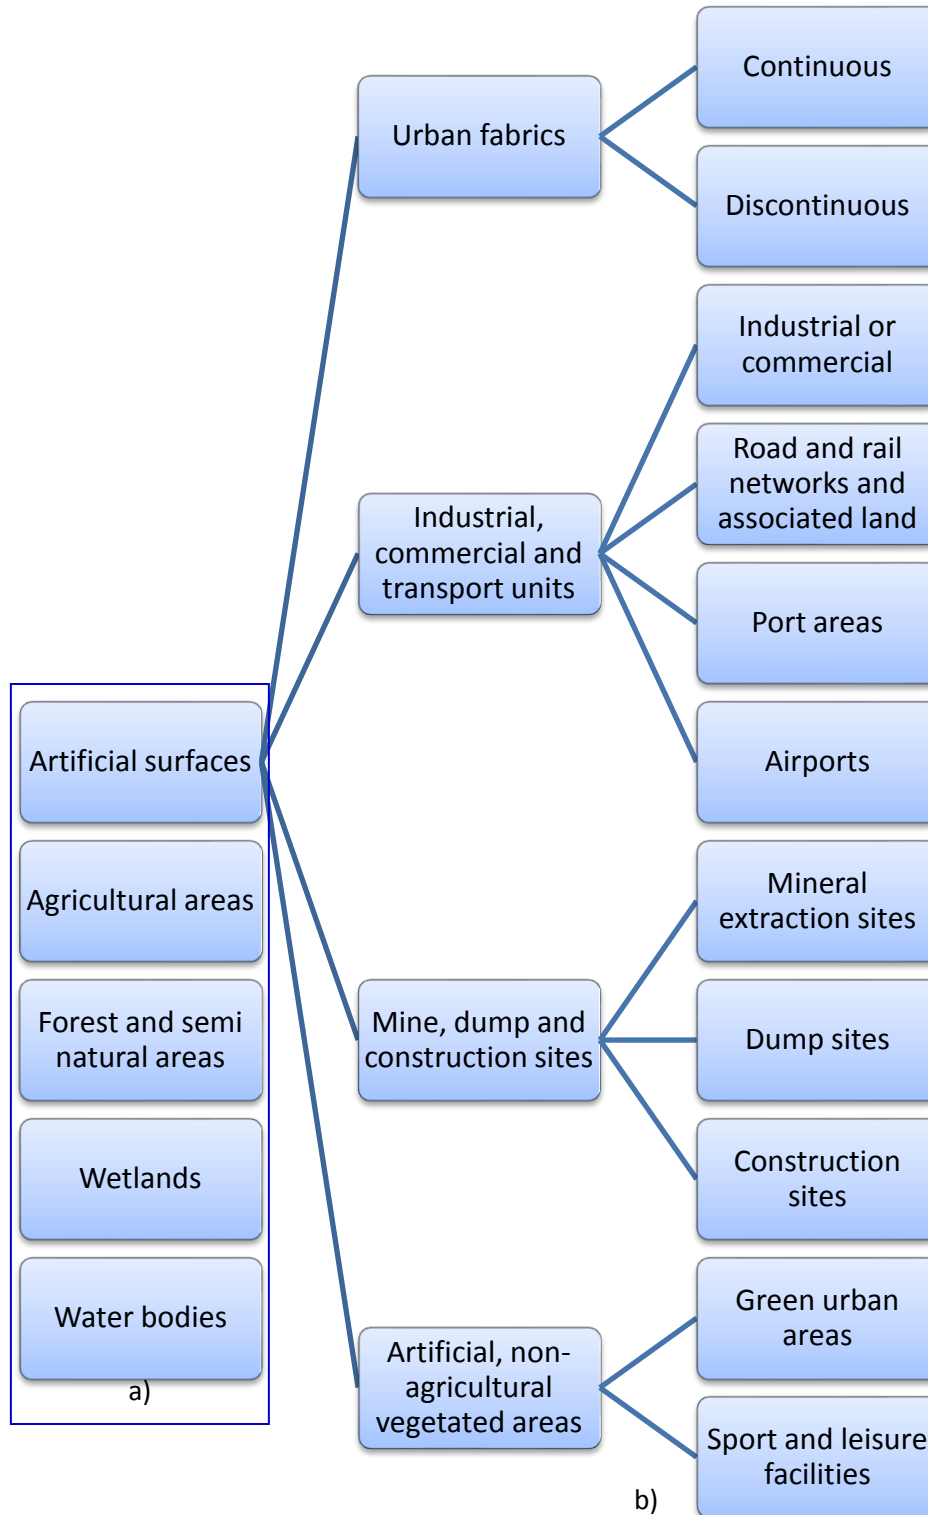 Continuous
Urban fabrics
Discontinuous
Industrial or
commercial
Road and rail
networks and
associated land
Industrial,
commercial and
transport units
Port areas
Artificial surfaces
Airports
Agricultural areas
Mineral
extraction sites
Forest and semi
natural areas
Mine, dump and
construction sites
Dump sites
Wetlands
Construction
sites
Water bodies
Green urban
areas
a)
Artificial, non-
agricultural
vegetated areas
Sport and leisure
facilities
b)